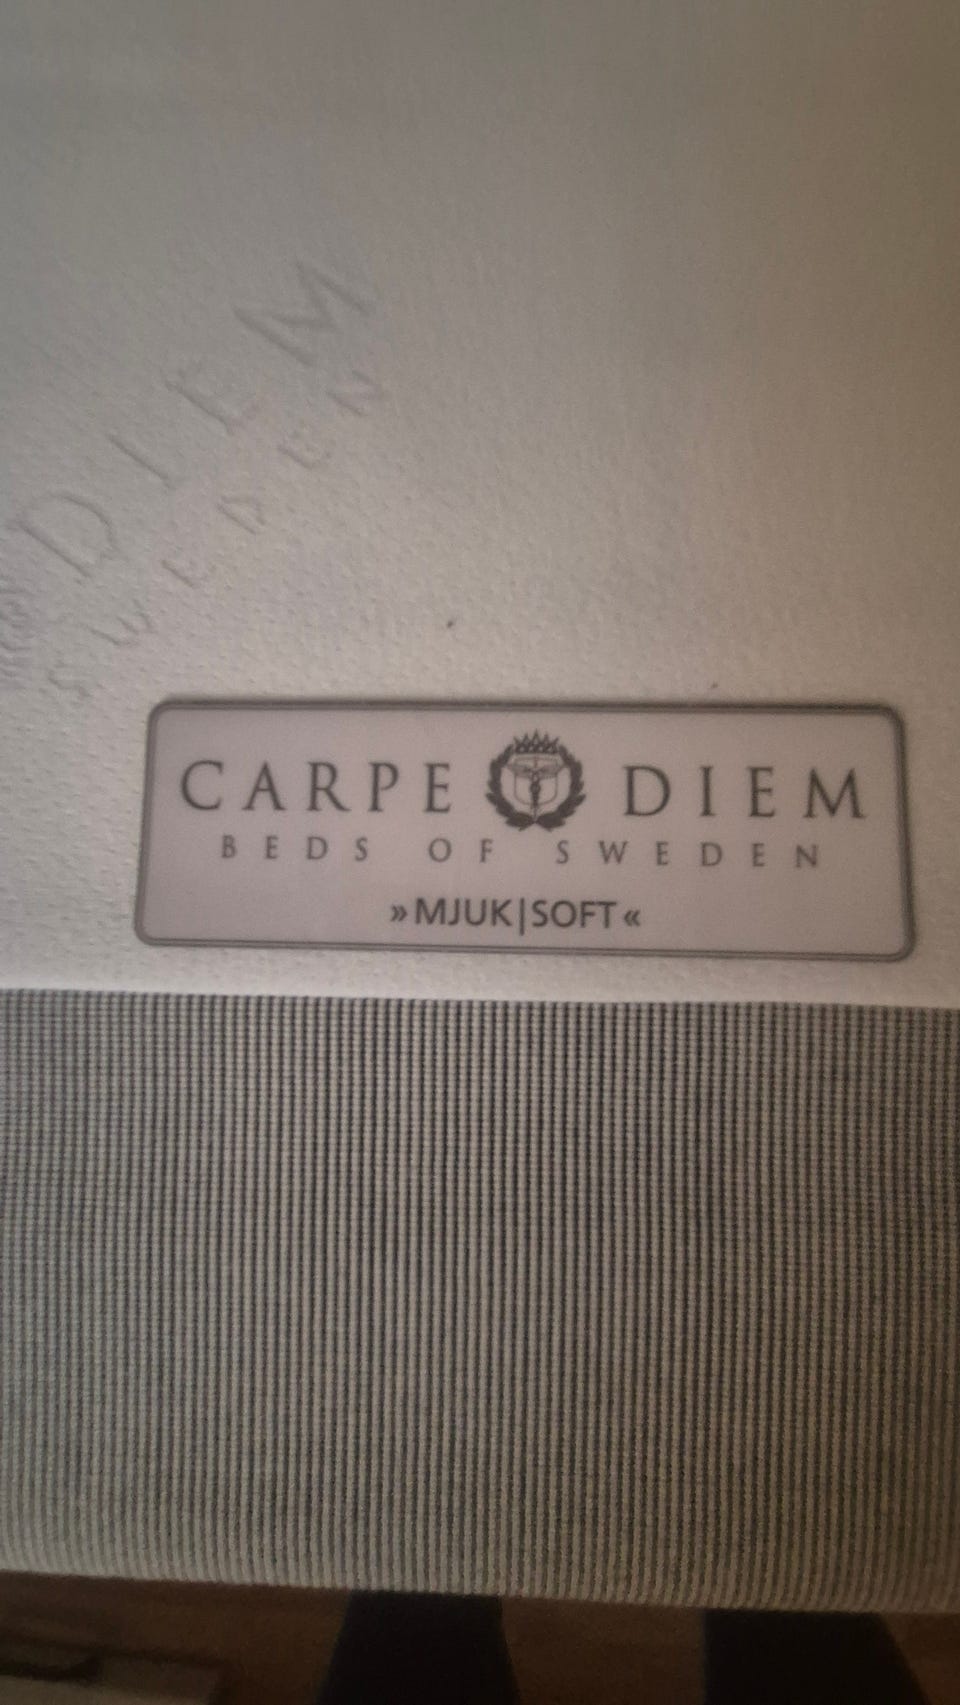 DIEM
SWEDEN
CARPE DIEM
BEDS OF SWEDEN
»MJUK|SOFT«